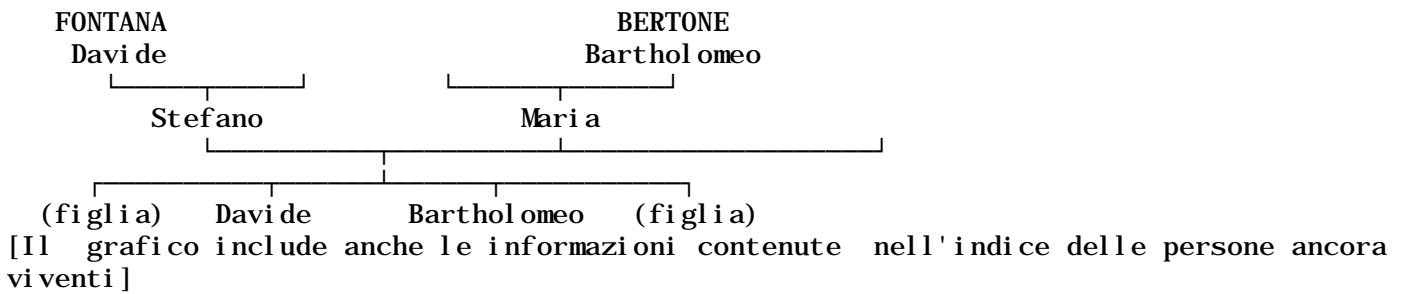 FONTANA BERTONE
Davide Bartholomeo
Stefano Maria
(figlia) Davide Bartholomeo (figlia)
[Il grafico include anche le informazioni contenute nell'indice delle persone ancora
viventi]